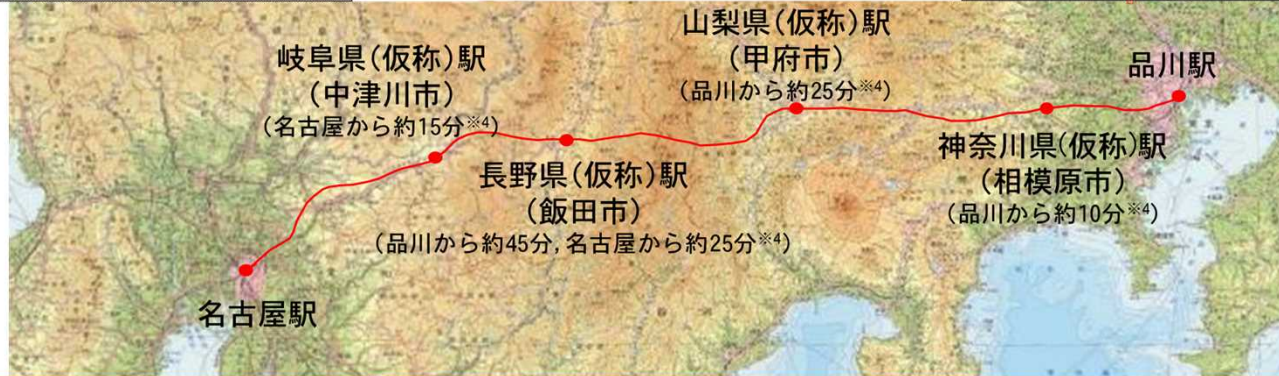 岐阜県(仮称)駅
(中津川市)
(名古屋から約15分※4)
長野県(仮称)駅
(飯田市)
(品川から約45分,名古屋から約25分※4)
山梨県(仮称)駅
(甲府市)
(品川から約25分※4)
品川駅
神奈川県(仮称)駅
(相模原市)
(品川から約10分※4)
名古屋駅